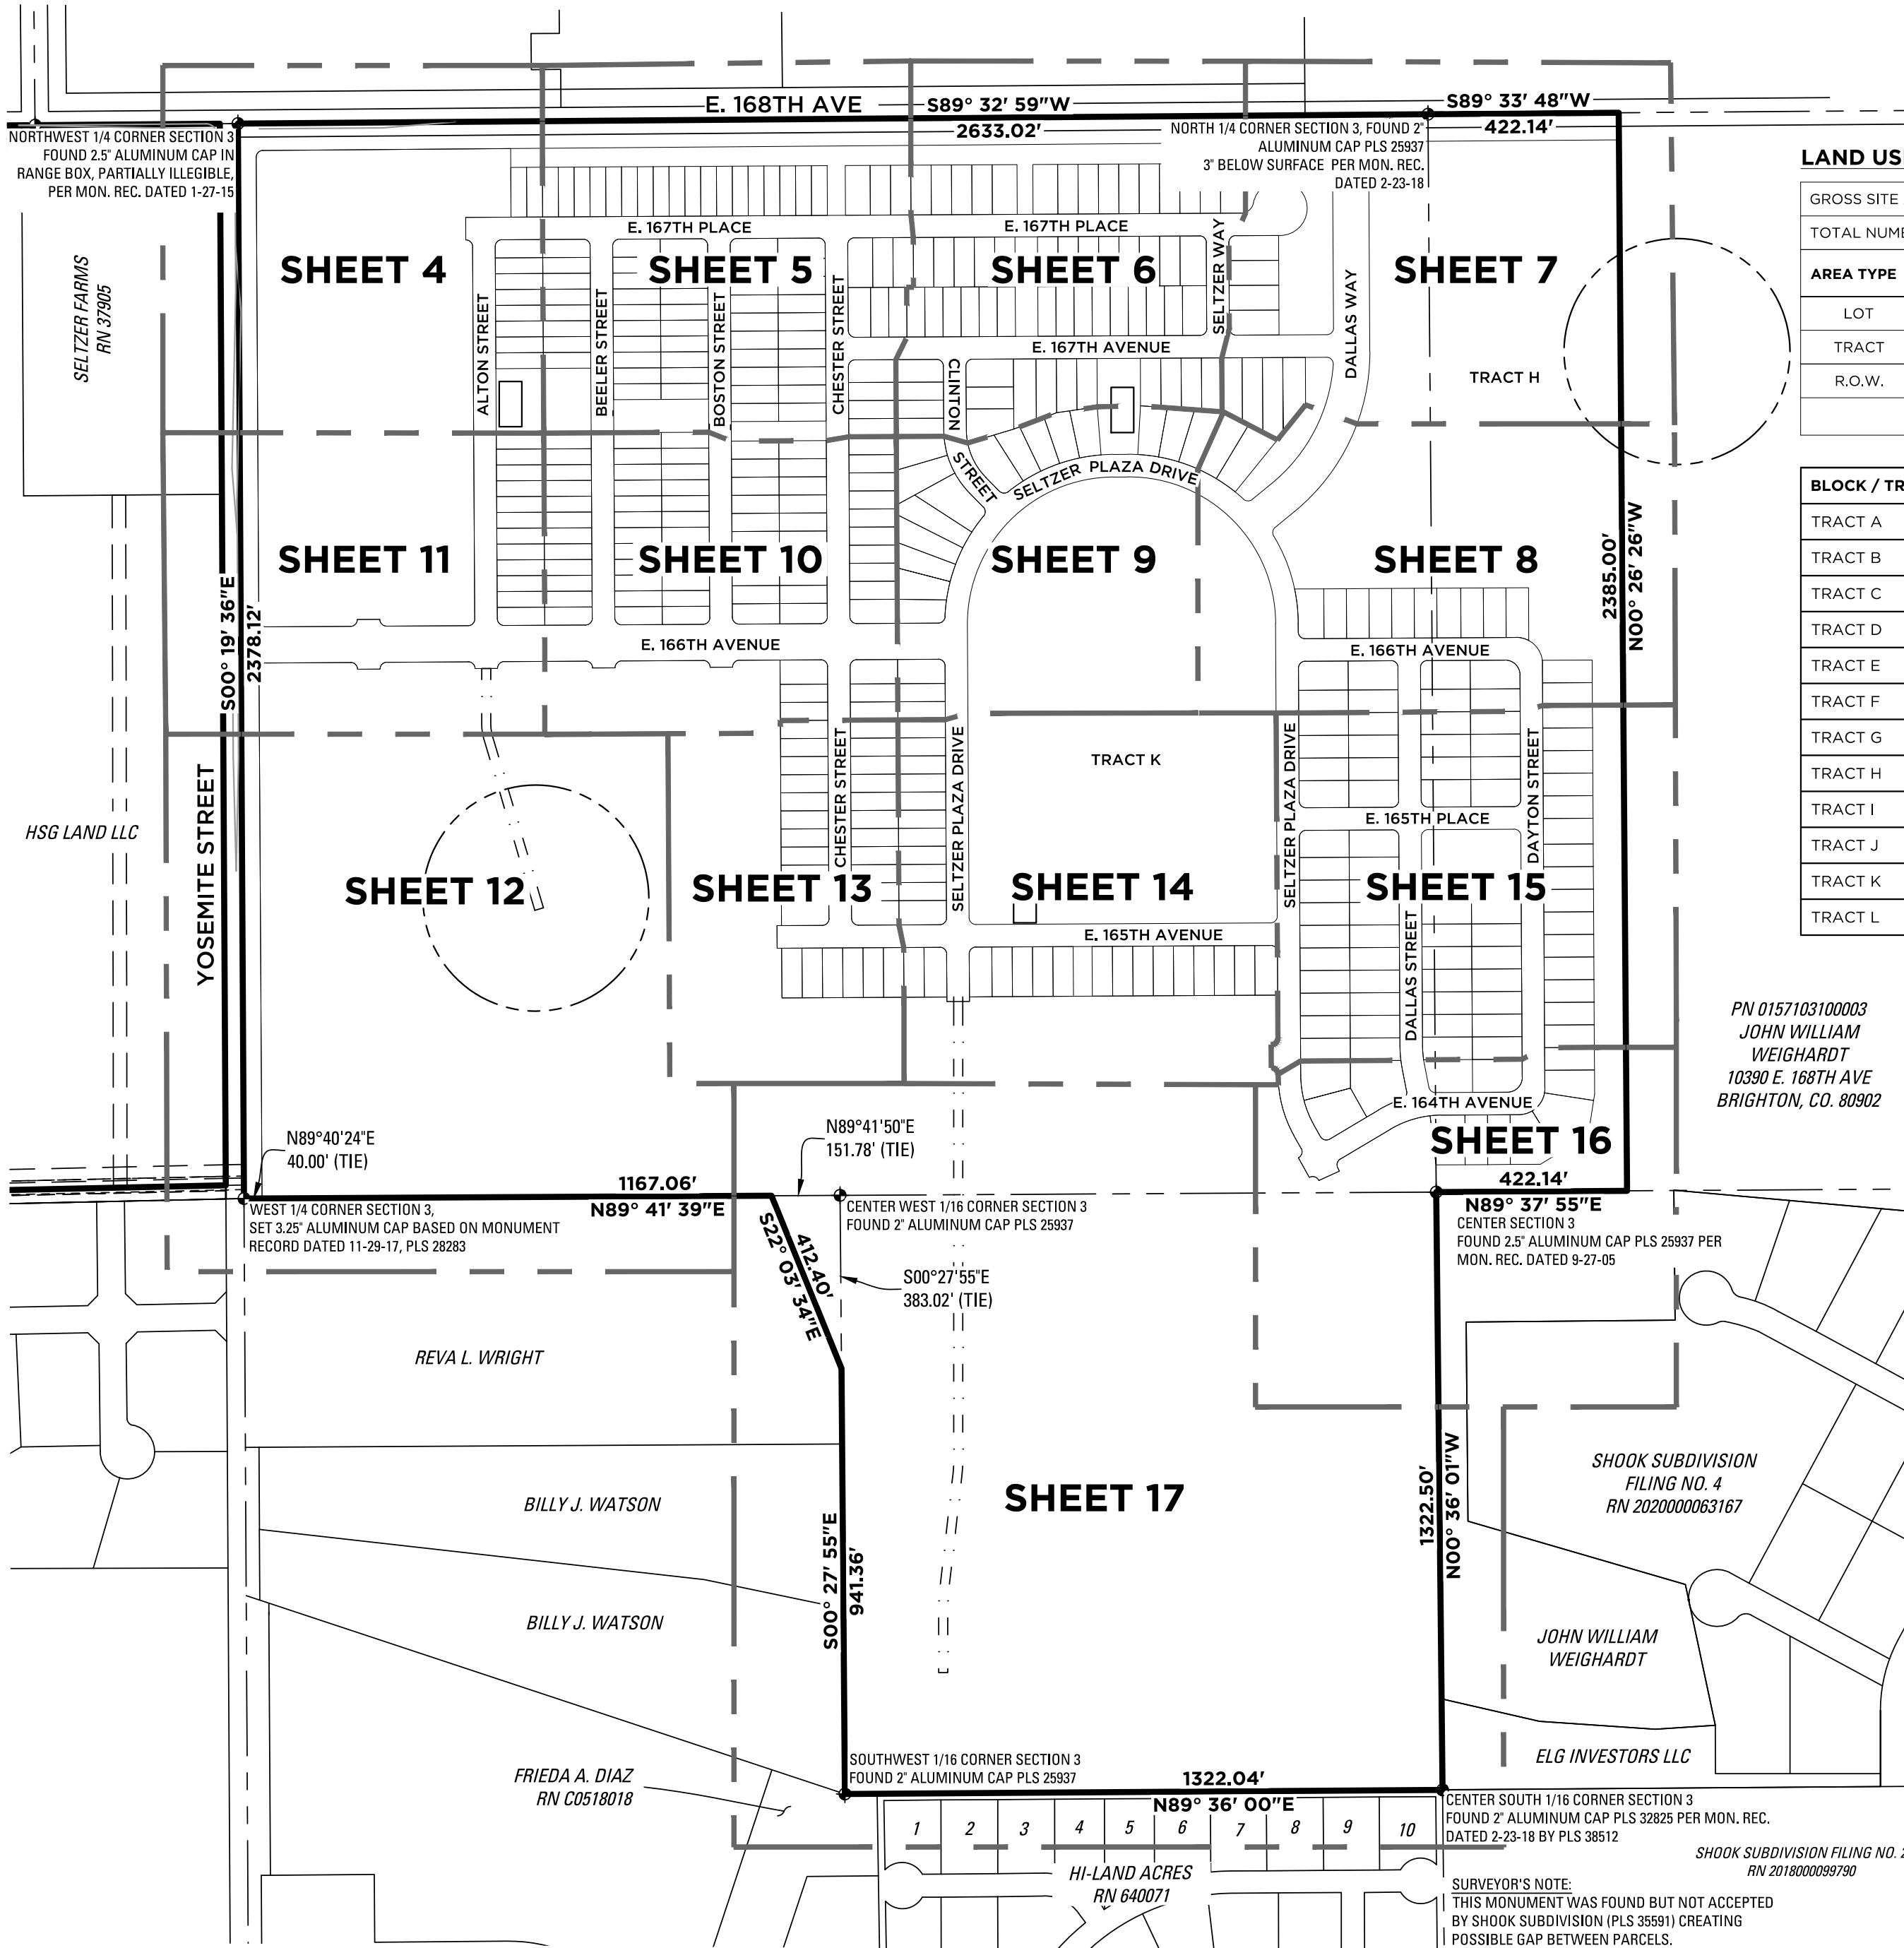 E. 168TH AVE
S89° 32' 59"W
2633.02'
S89° 33' 48"W
422.14'
NORTHWEST 1/4 CORNER SECTION 3
FOUND 2.5" ALUMINUM CAP IN
RANGE BOX, PARTIALLY ILLEGIBLE,
PER MON. REC. DATED 1-27-15
NORTH 1/4 CORNER SECTION 3, FOUND 2"
ALUMINUM CAP PLS 25937
3" BELOW SURFACE PER MON. REC.
DATED 2-23-18
LAND US
GROSS SITE
TOTAL NUME
AREA TYPE
LOT
TRACT
R.O.W.
BLOCK / TR
TRACT A
TRACT B
TRACT C
TRACT D
TRACT E
TRACT F
TRACT G
TRACT H
TRACT I
TRACT J
TRACT K
TRACT L
SELTZER FARMS
RN 37905
E. 167TH PLACE
E. 167TH PLACE
SHEET 4
SHEET 5
SHEET 6
SHEET 7
ALTON STREET
BEELER STREET
BOSTON STREET
CHESTER STREET
SELTZER WAY
DALLAS WAY
E. 167TH AVENUE
TRACT H
CLINTON
STREET
SELTZER PLAZA DRIVE
SHEET 11
SHEET 10
SHEET 9
SHEET 8
S00° 19' 36"E
2378.12'
2385.00'
N00° 26' 26"W
E. 166TH AVENUE
E. 166TH AVENUE
HSG LAND LLC
YOSEMITE STREET
CHESTER STREET
SELTZER PLAZA DRIVE
TRACT K
SELTZER PLAZA DRIVE
DAYTON STREET
E. 165TH PLACE
SHEET 12
SHEET 13
SHEET 14
SHEET 15
E. 165TH AVENUE
DALLAS STREET
PN 0157103100003
JOHN WILLIAM
WEIGHARDT
10390 E. 168TH AVE
BRIGHTON, CO. 80902
E. 164TH AVENUE
SHEET 16
N89°40'24"E
40.00' (TIE)
N89°41'50"E
151.78' (TIE)
1167.06'
N89° 41' 39"E
422.14'
N89° 37' 55"E
WEST 1/4 CORNER SECTION 3,
SET 3.25" ALUMINUM CAP BASED ON MONUMENT
RECORD DATED 11-29-17, PLS 28283
CENTER WEST 1/16 CORNER SECTION 3
FOUND 2" ALUMINUM CAP PLS 25937
CENTER SECTION 3
FOUND 2.5" ALUMINUM CAP PLS 25937 PER
MON. REC. DATED 9-27-05
412.40'
S22° 03' 34"E
S00°27'55"E
383.02' (TIE)
REVA L. WRIGHT
SHEET 17
BILLY J. WATSON
BILLY J. WATSON
S00° 27' 55"E
941.36'
1322.50'
N00° 36' 01"W
SHOOK SUBDIVISION
FILING NO. 4
RN 2020000063167
JOHN WILLIAM
WEIGHARDT
ELG INVESTORS LLC
FRIEDA A. DIAZ
RN C0518018
SOUTHWEST 1/16 CORNER SECTION 3
FOUND 2" ALUMINUM CAP PLS 25937
1322.04'
N89° 36' 00"E
CENTER SOUTH 1/16 CORNER SECTION 3
FOUND 2" ALUMINUM CAP PLS 32825 PER MON. REC.
DATED 2-23-18 BY PLS 38512
1 2 3 4 5 6 7 8 9 10
HI-LAND ACRES
RN 640071
SHOOK SUBDIVISION FILING NO. 2
RN 2018000099790
SURVEYOR'S NOTE:
THIS MONUMENT WAS FOUND BUT NOT ACCEPTED
BY SHOOK SUBDIVISION (PLS 35591) CREATING
POSSIBLE GAP BETWEEN PARCELS.